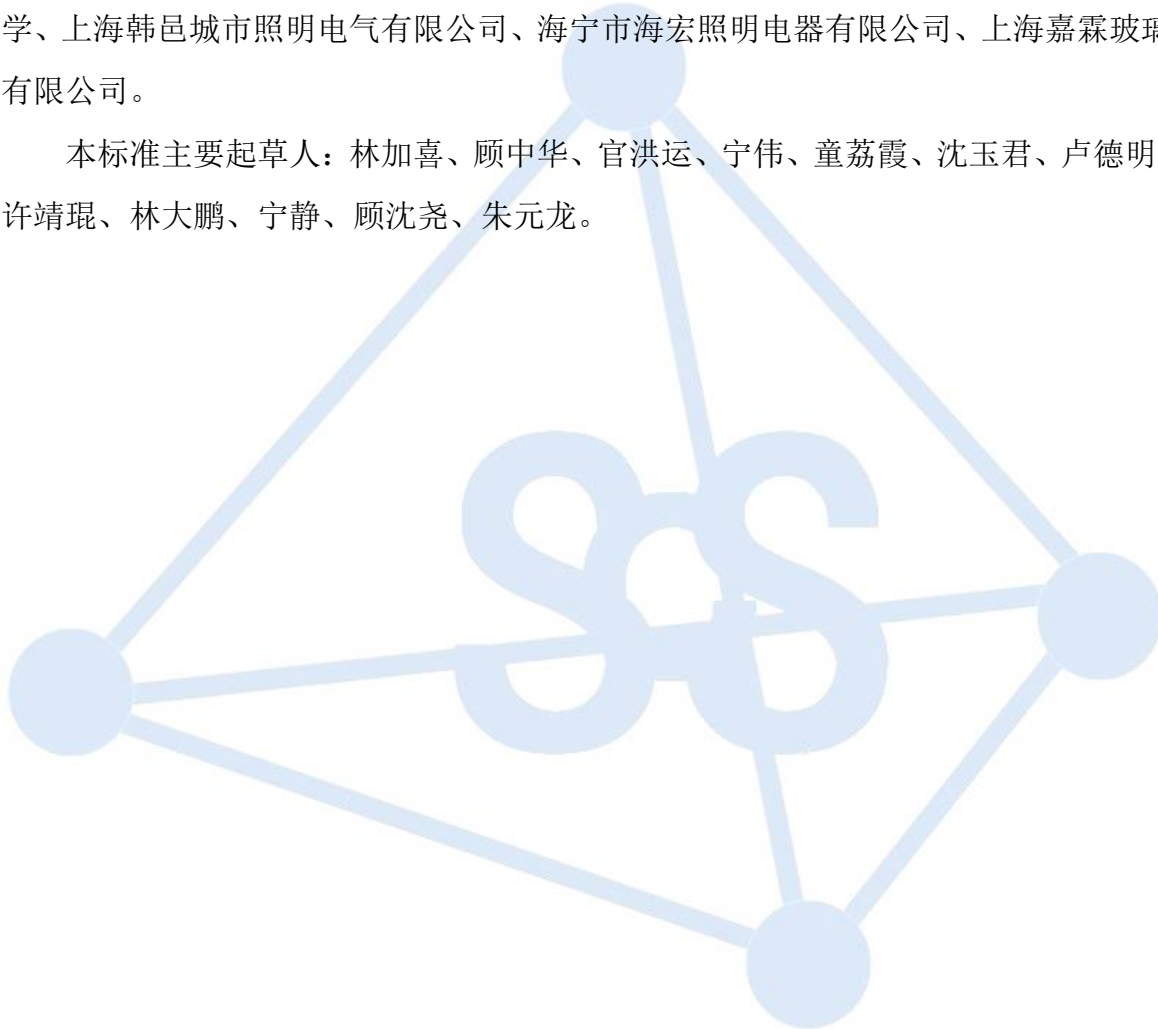 学、上海韩邑城市照明电气有限公司、海宁市海宏照明电器有限公司、上海嘉霖玻璃
有限公司。
本标准主要起草人：林加喜、顾中华、官洪运、宁伟、童荔霞、沈玉君、卢德明
许靖琨、林大鹏、宁静、顾沈尧、朱元龙。
SCS